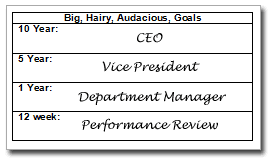 Big, Hairy, Audacious, Goals
10 Year:
CEO
5 Year:
Vice President
1 Year:
Department Manager
12 week:
Performance Review